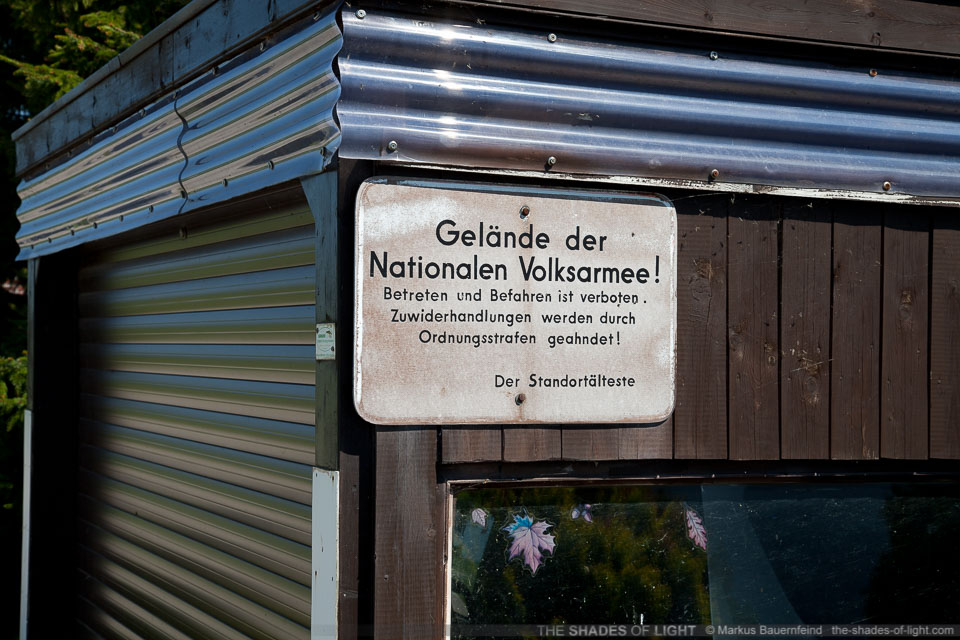 Gelände der
Nationalen Volksarmee!
Betreten und Befahren ist verboten.
Zuwiderhandlungen werden durch
Ordnungsstrafen geahndet!
Der Standortälteste
THE SHADES OF LIGHT © Markus Bauernfeind the-shades-of-light.com